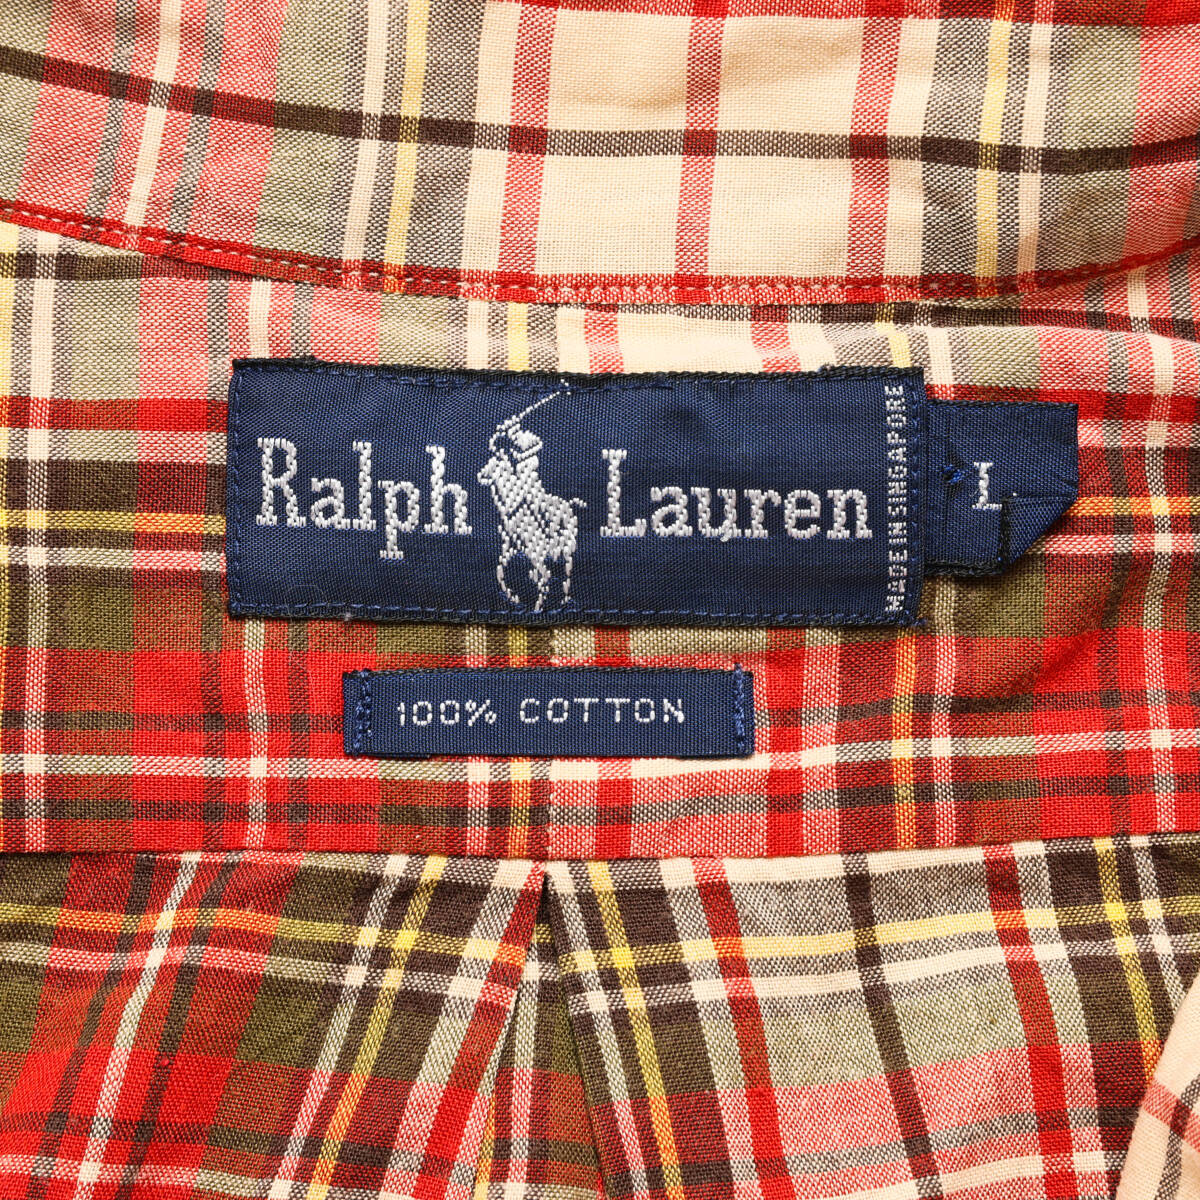 Ralph Lauren
MADE IN SINGAPORE
L
100% COTTON